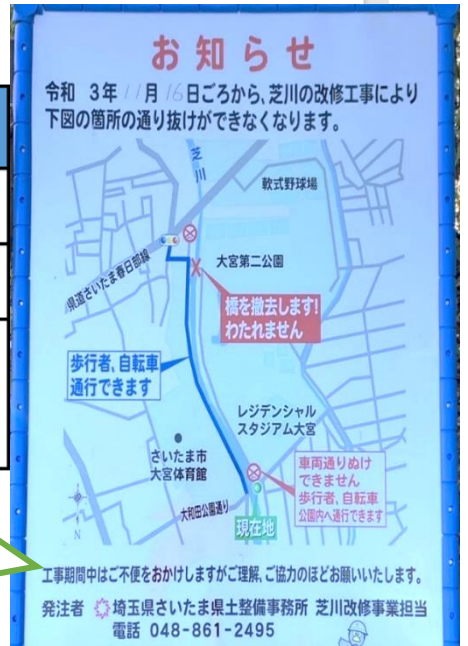 お知らせ
令和 3年 11月 16日ごろから、芝川の改修工事により
下図の箇所の通り抜けができなくなります。
芝川
軟式野球場
県道さいたま春日部線
大宮第二公園
橋を撤去します!
わたれません
歩行者、自転車
通行できます
レジデンシャル
スタジアム大宮
さいたま市
大宮体育館
車両通りぬけ
できません
歩行者、自転車
公園内へ通行できます
大和田公園通り
現在地
工事期間中はご不便をおかけしますがご理解、ご協力のほどお願いいたします。
発注者 埼玉県さいたま県土整備事務所 芝川改修事業担当
電話 048-861-2495